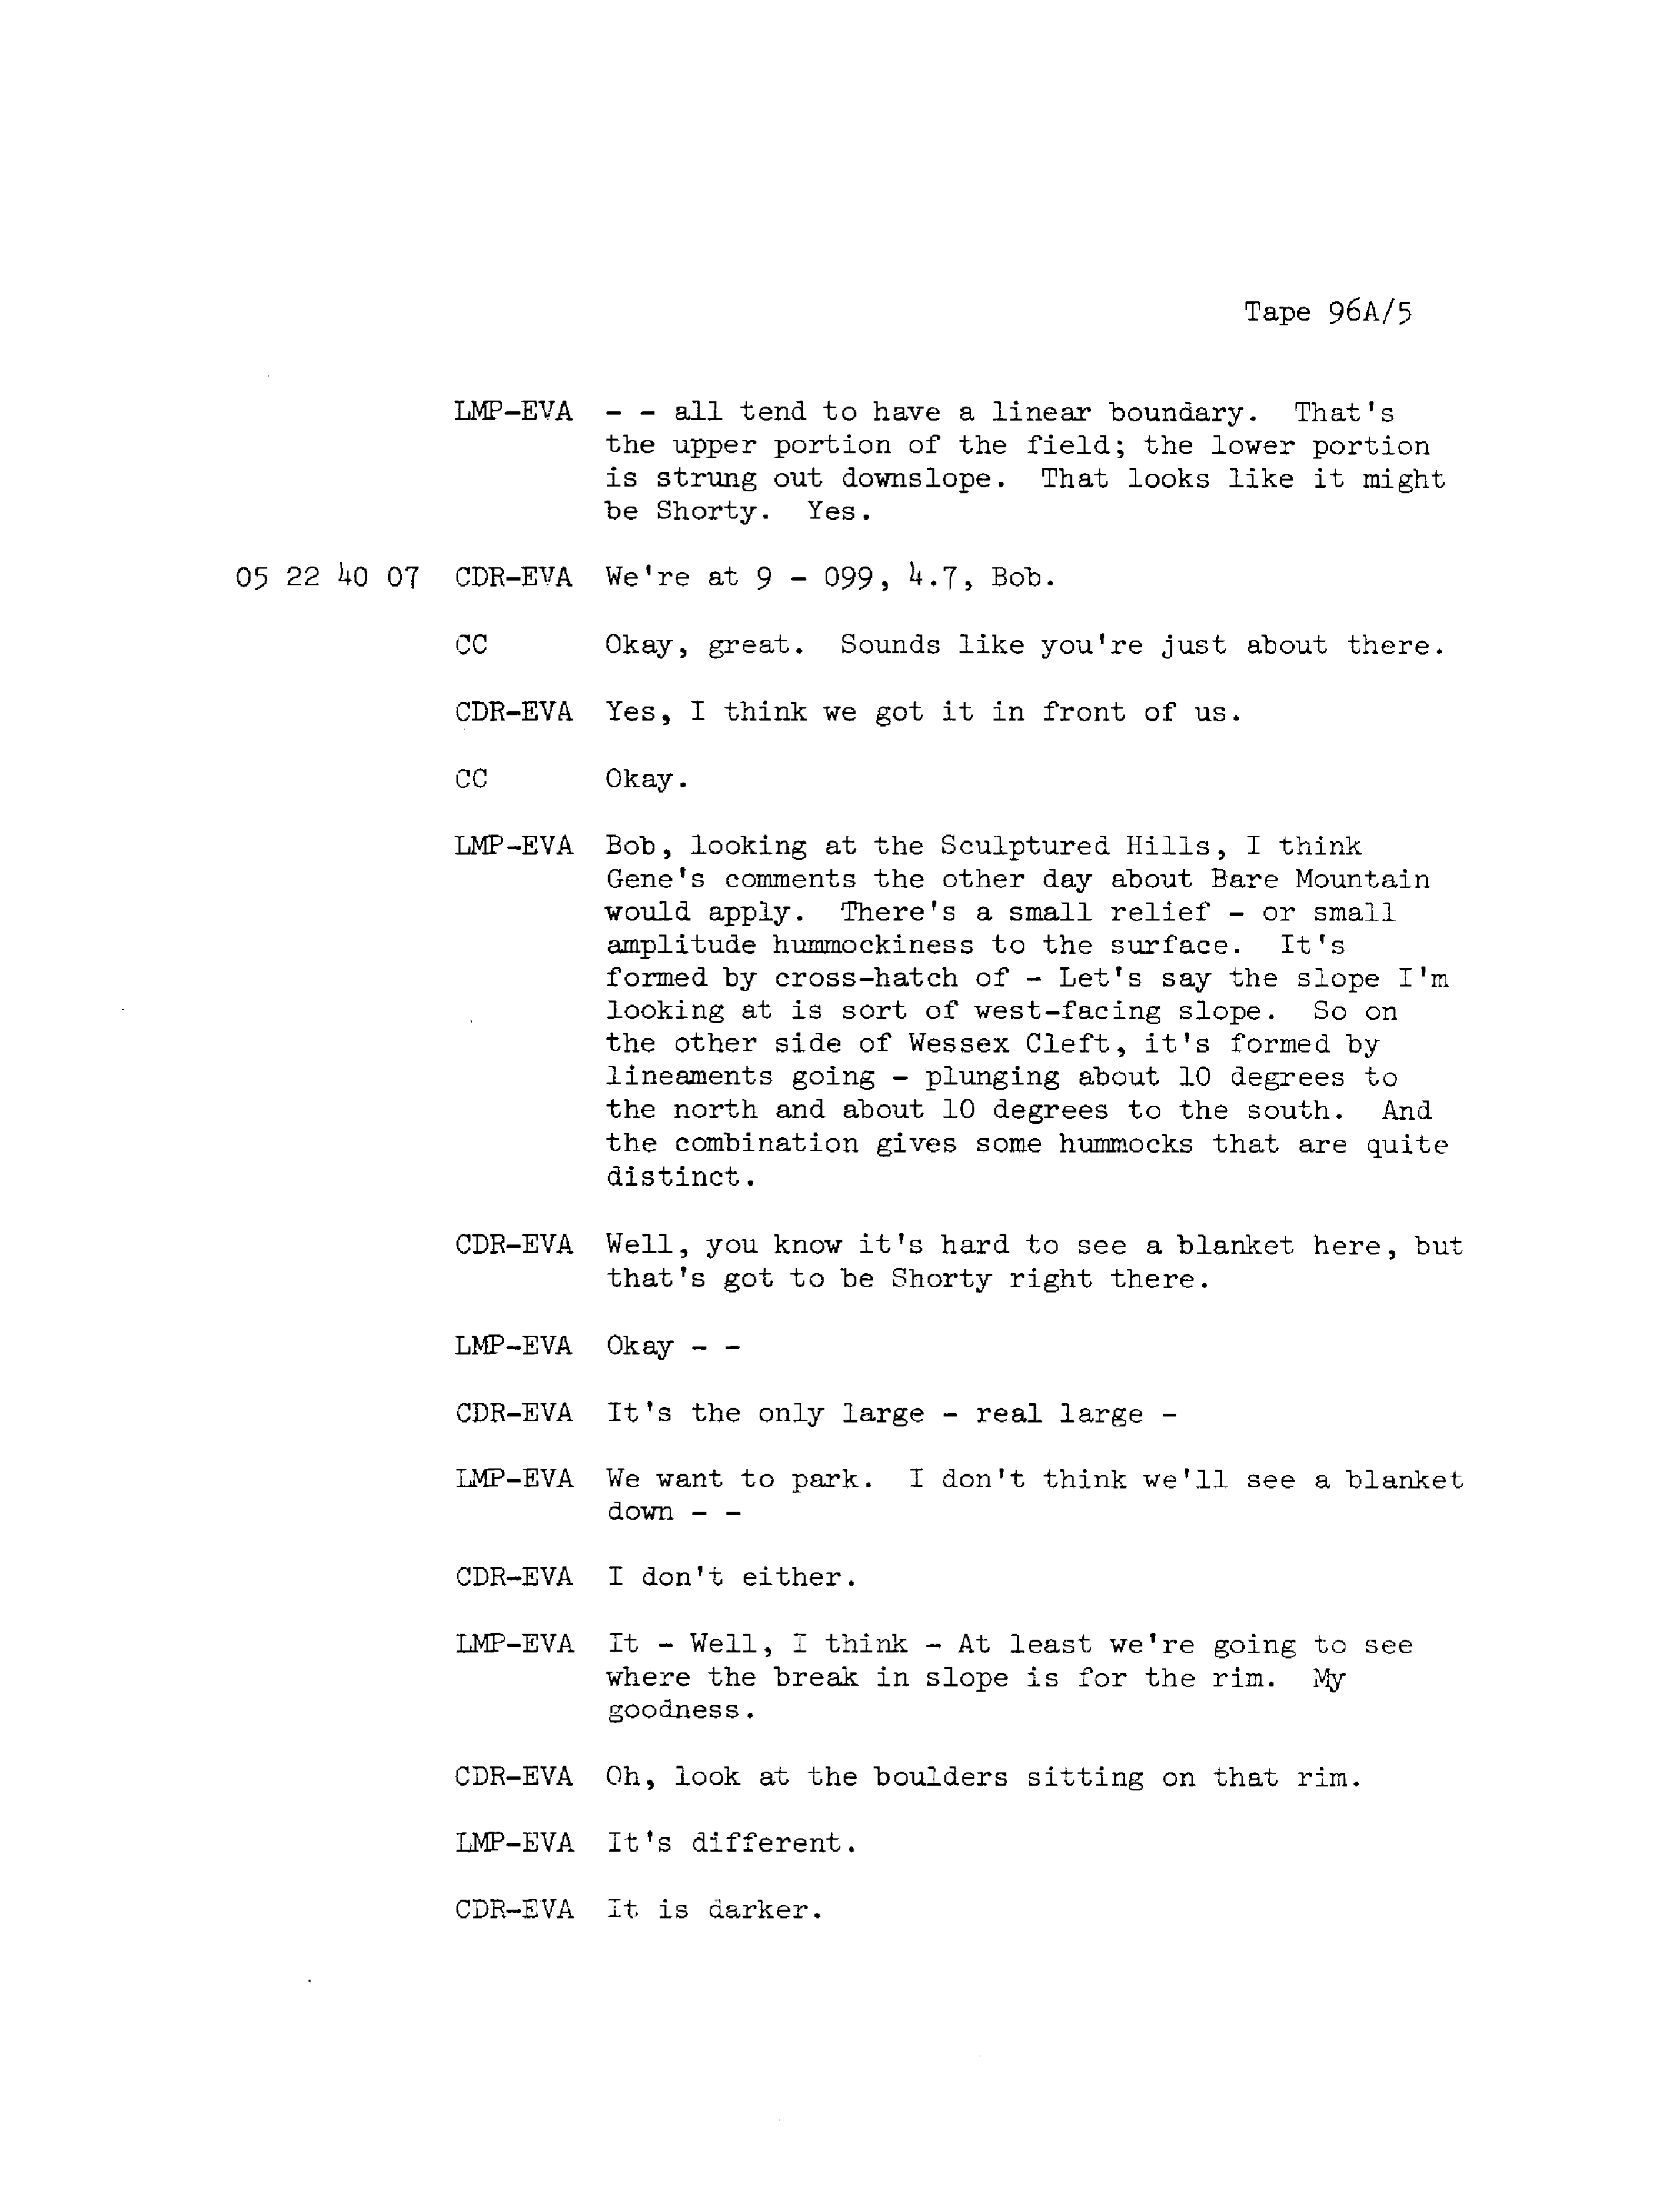 Tape 96A/5
LMP-EVA - - all tend to have a linear boundary. That's
the upper portion of the field; the lower portion
is strung out downslope. That looks like it might
be Shorty. Yes.
05 22 40 07 CDR-EVA We're at 9 - 099, 4.7, Bob.
CC Okay, great. Sounds like you're just about there.
CDR-EVA Yes, I think we got it in front of us.
CC Okay.
LMP-EVA Bob, looking at the Sculptured Hills, I think
Gene's comments the other day about Bare Mountain
would apply. There's a small relief - or small
amplitude hummockiness to the surface. It's
formed by cross-hatch of - Let's say the slope I'm
looking at is sort of west-facing slope. So on
the other side of Wessex Cleft, it's formed by
lineaments going - plunging about 10 degrees to
the north and about 10 degrees to the south. And
the combination gives some hummocks that are quite
distinct.
CDR-EVA Well, you know it's hard to see a blanket here, but
that's got to be Shorty right there.
LMP-EVA Okay - -
CDR-EVA It's the only large - real large -
LMP-EVA We want to park. I don't think we'll see a blanket
down - -
CDR-EVA I don't either.
LMP-EVA It - Well, I think - At least we're going to see
where the break in slope is for the rim. My
goodness.
CDR-EVA Oh, look at the boulders sitting on that rim.
LMP-EVA It's different.
CDR-EVA It is darker.